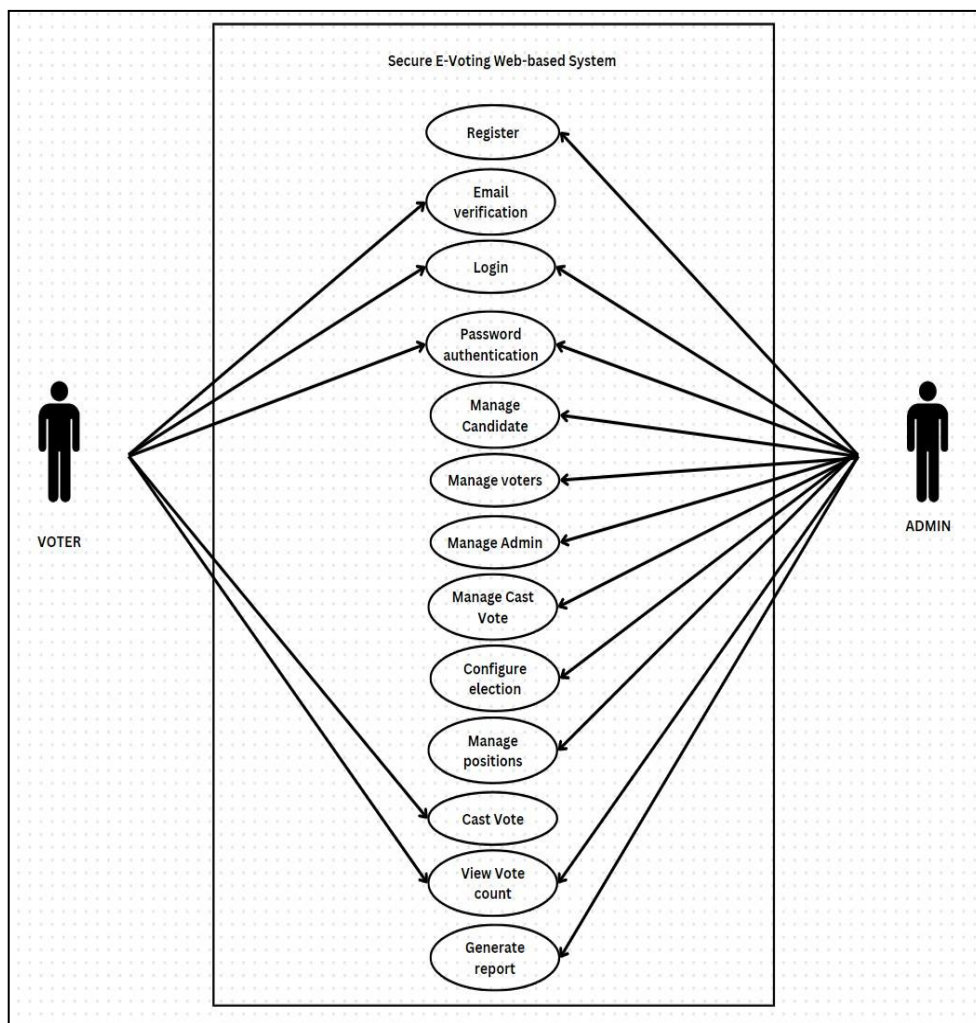 Secure E-Voting Web-based System
Register
Email
verification
Login
Password
authentication
Manage
Candidate
Manage voters
Manage Admin
Manage Cast
Vote
Configure
election
Manage
positions
Cast Vote
View Vote
count
Generate
report
VOTER
ADMIN